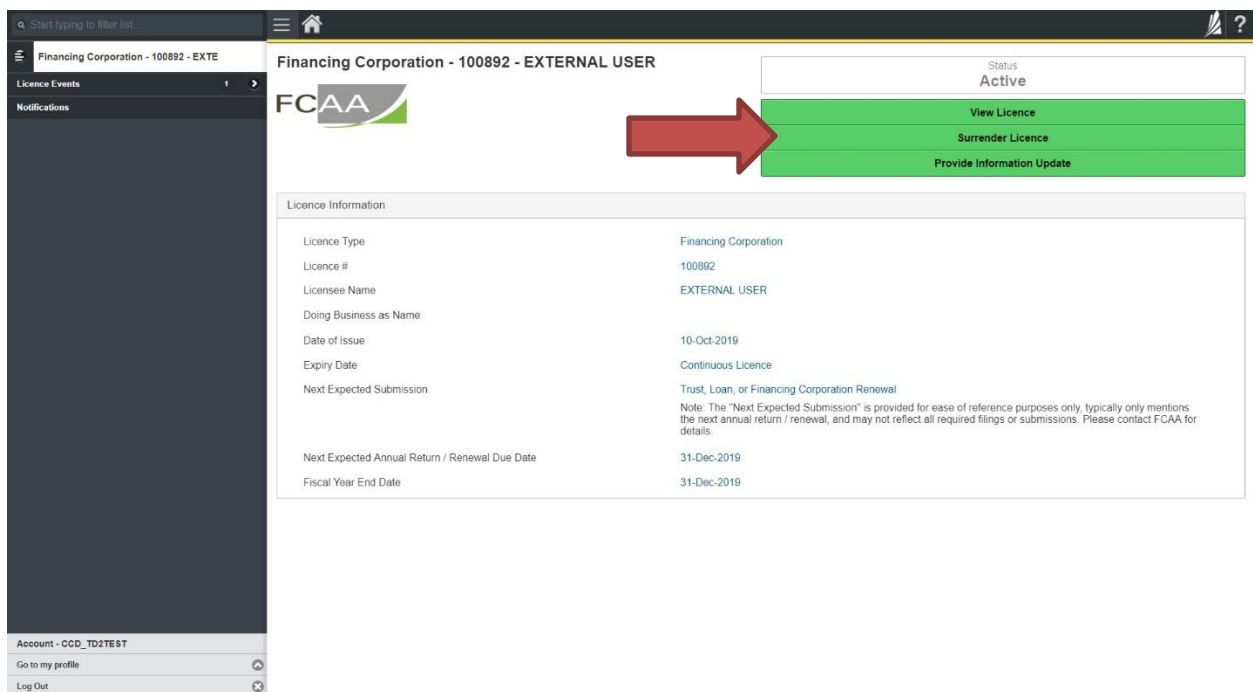 Start typing to filter list...
?
Financing Corporation - 100892 - EXTE
Licence Events 1
Notifications
Financing Corporation - 100892 - EXTERNAL USER
FCAA
Status
Active
View Licence
Surrender Licence
Provide Information Update
Licence Information
Licence Type Financing Corporation
Licence # 100892
Licensee Name EXTERNAL USER
Doing Business as Name
Date of Issue 10-Oct-2019
Expiry Date Continuous Licence
Next Expected Submission Trust, Loan, or Financing Corporation Renewal
Note: The "Next Expected Submission" is provided for ease of reference purposes only, typically only mentions
the next annual return / renewal, and may not reflect all required filings or submissions. Please contact FCAA for
details.
Next Expected Annual Return / Renewal Due Date 31-Dec-2019
Fiscal Year End Date 31-Dec-2019
Account - CCD_TD2TEST
Go to my profile
Log Out